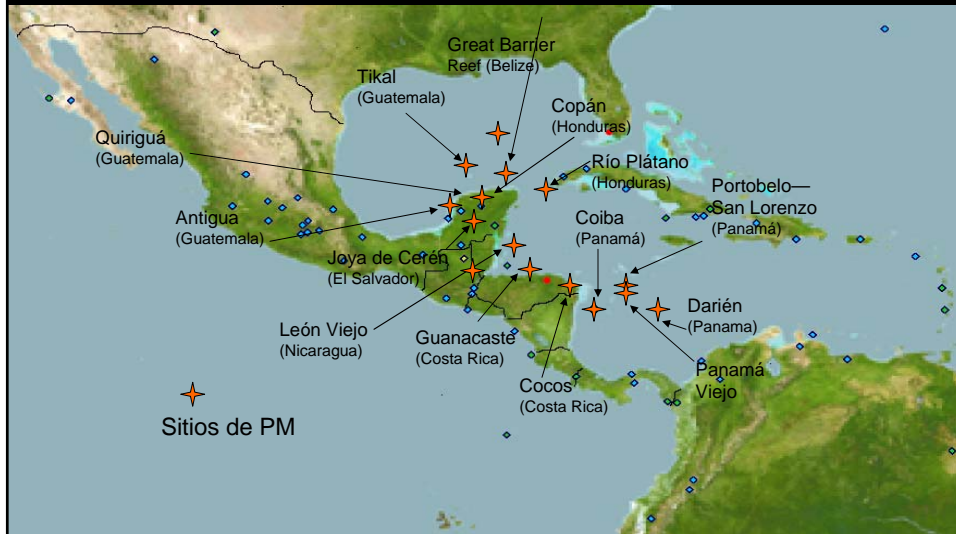 Great Barrier
Reef (Belize)
Tikal
(Guatemala)
Copán
(Honduras)
Quiriguá
(Guatemala)
Río Plátano
(Honduras)
Portobelo—
San Lorenzo
(Panamá)
Antigua
(Guatemala)
Coiba
(Panamá)
Joya de Cerén
(El Salvador)
León Viejo
(Nicaragua)
Guanacaste
(Costa Rica)
Darién
(Panama)
Cocos
(Costa Rica)
Panamá
Viejo
Sitios de PM